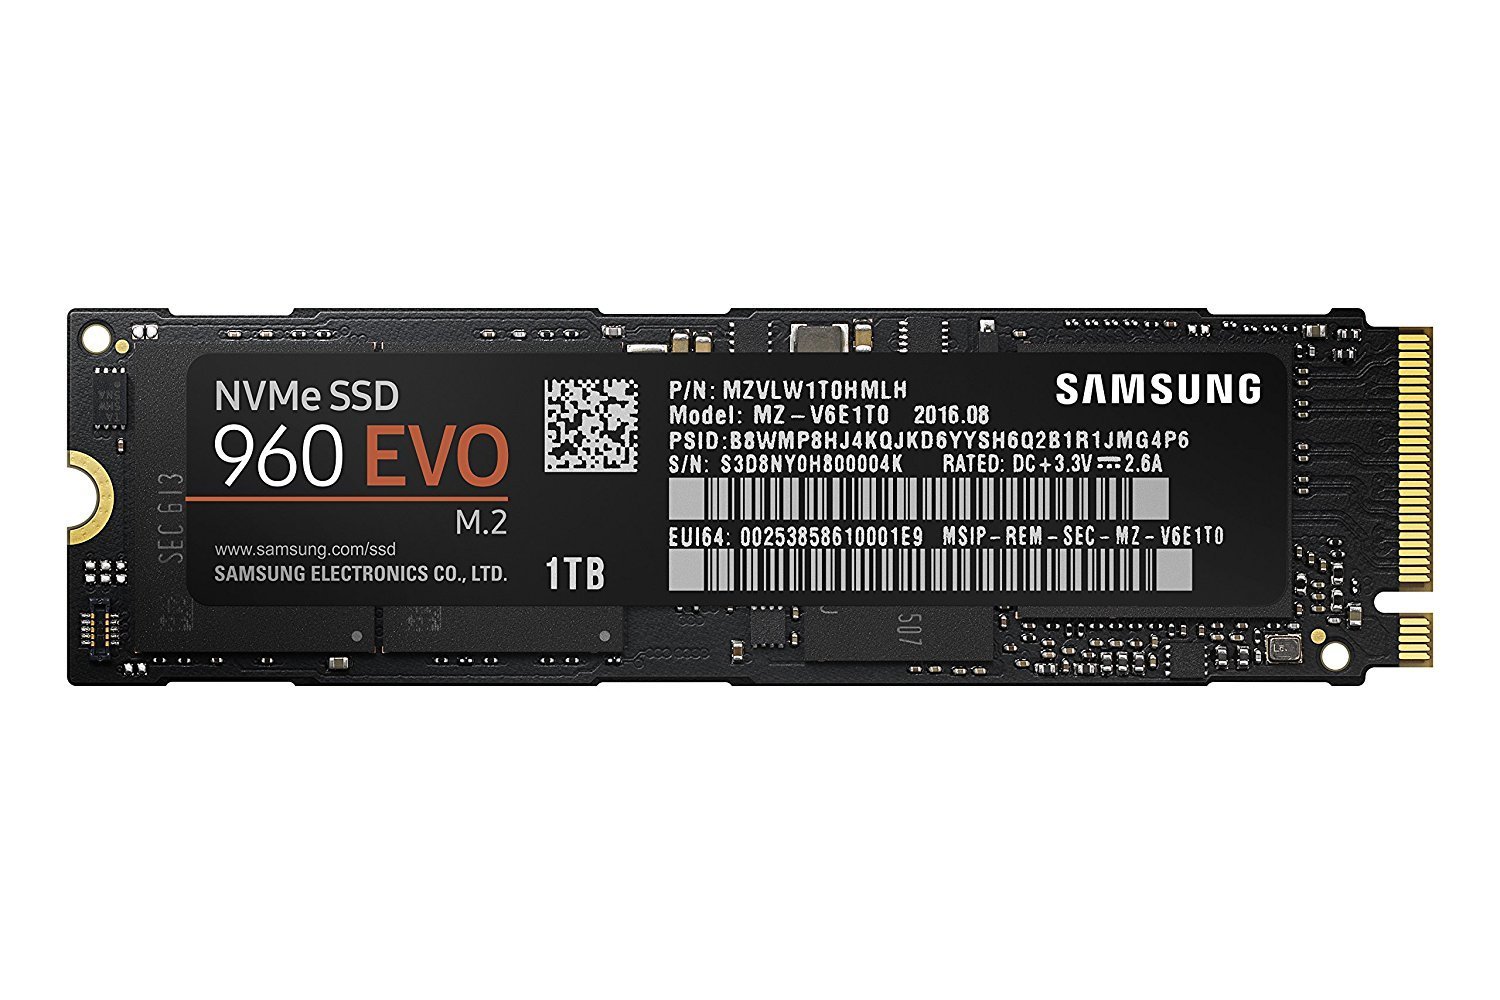 NVMe SSD
960 EVO
M.2
www.samsung.com/ssd
SAMSUNG ELECTRONICS CO., LTD.
1TB
P/N: MZVLW1T0HMLH
Model: MZ-V6E1T0 2016.08
PSID:B8WMP8HJ4KQJKD6YYSH6Q2B1R1JMG4P6
S/N: S3D8NY0H800004K RATED: DC+3.3V⎓2.6A
EUI64: 00253858610001E9 MSIP-REM-SEC-MZ-V6E1T0
SAMSUNG
SEC 613
507